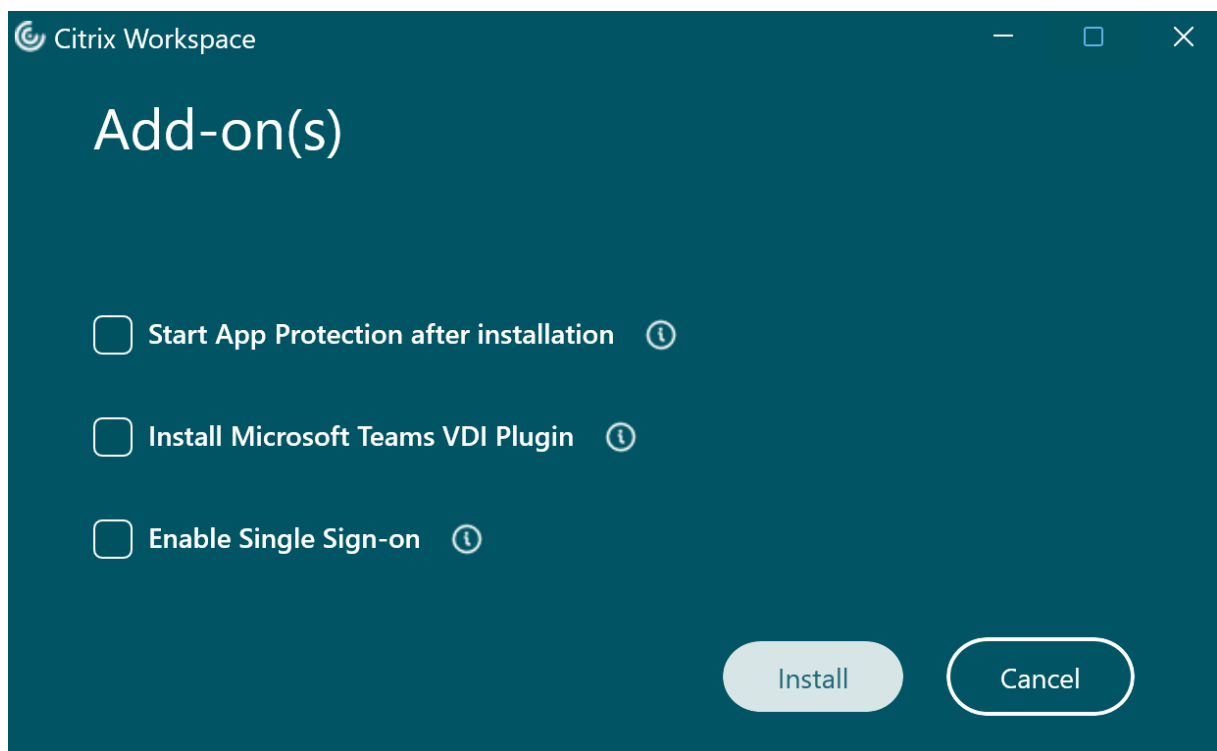 Citrix Workspace
Add-on(s)
Start App Protection after installation
Install Microsoft Teams VDI Plugin
Enable Single Sign-on
Install Cancel